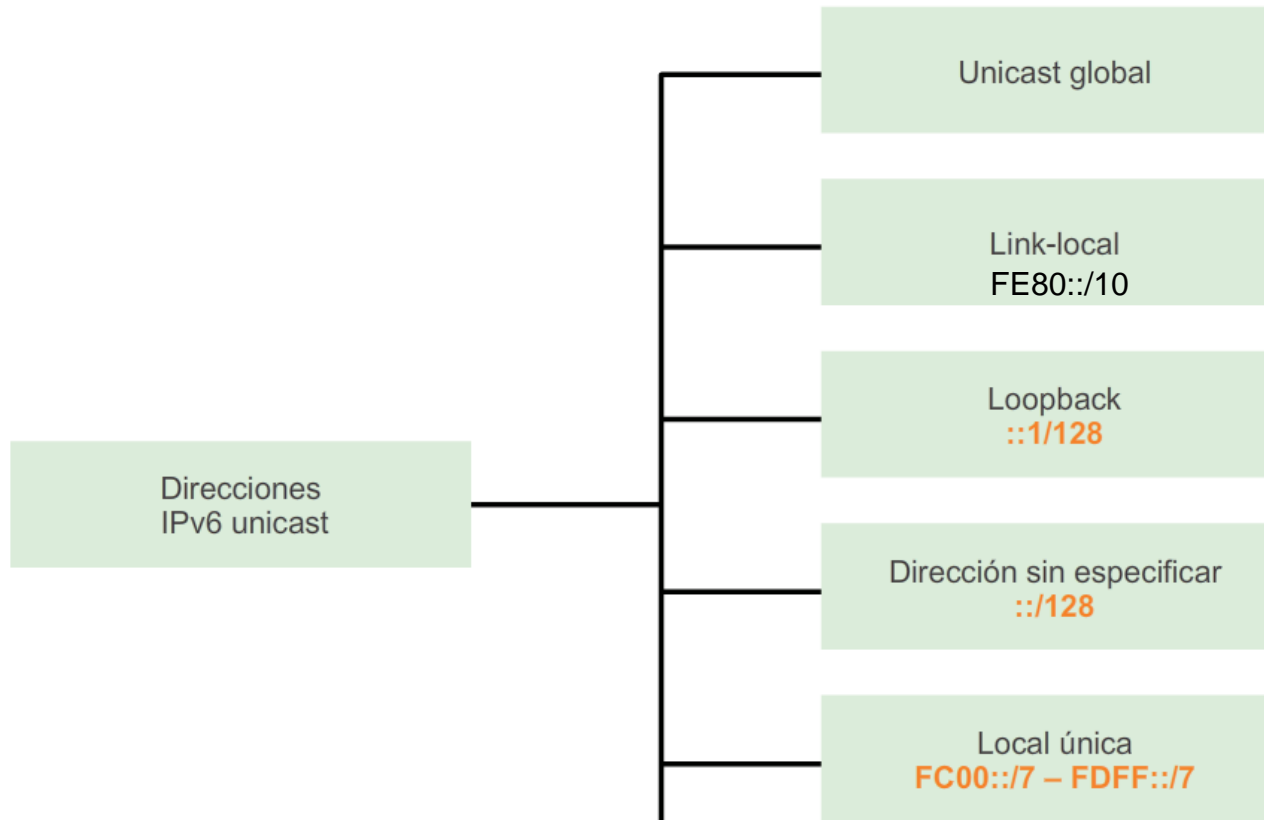 Unicast global
Link-local
FE80::/10
Loopback
::1/128
Direcciones
IPv6 unicast
Dirección sin especificar
::/128
Local única
FC00::/7 – FDFF::/7